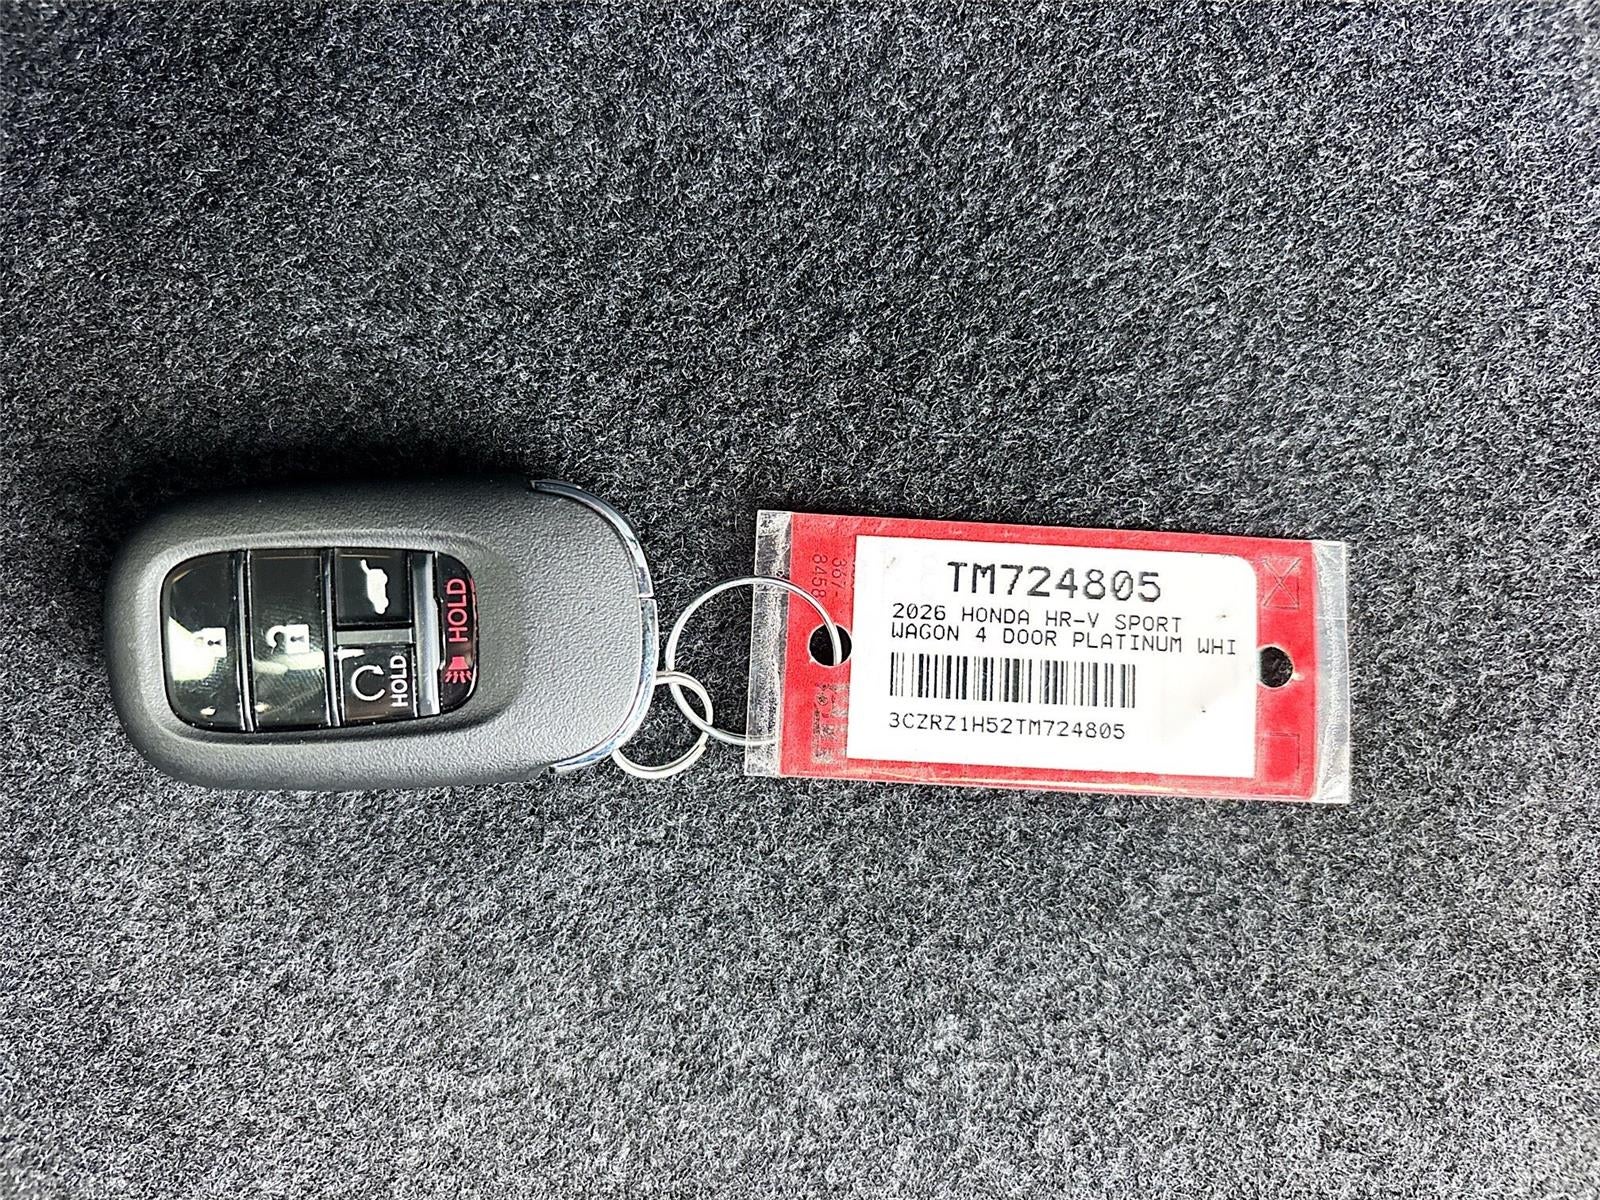 HOLD
HOLD
TM724805
2026 HONDA HR-V SPORT
WAGON 4 DOOR PLATINUM WHI
3CZRZ1H52TM724805